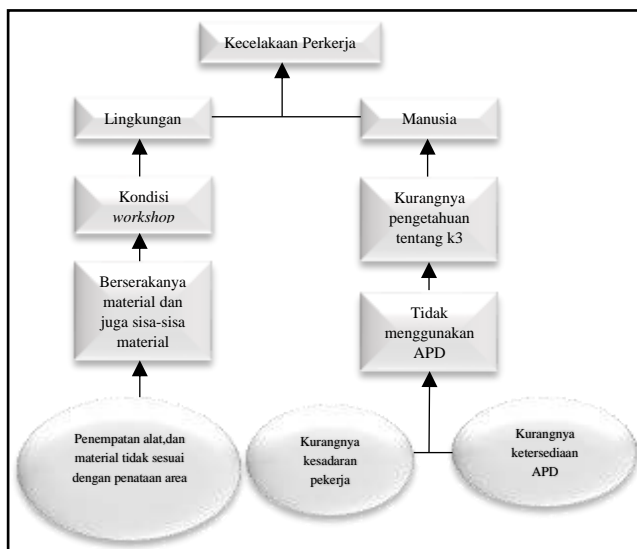 Kecelakaan Perkerja
Lingkungan
Manusia
Kondisi
workshop
Kurangnya
pengetahuan
tentang k3
Berserakanya
material dan
juga sisa-sisa
material
Tidak
menggunakan
APD
Penempatan alat,dan
material tidak sesuai
dengan penataan area
Kurangnya
kesadaran
pekerja
Kurangnya
ketersediaan
APD